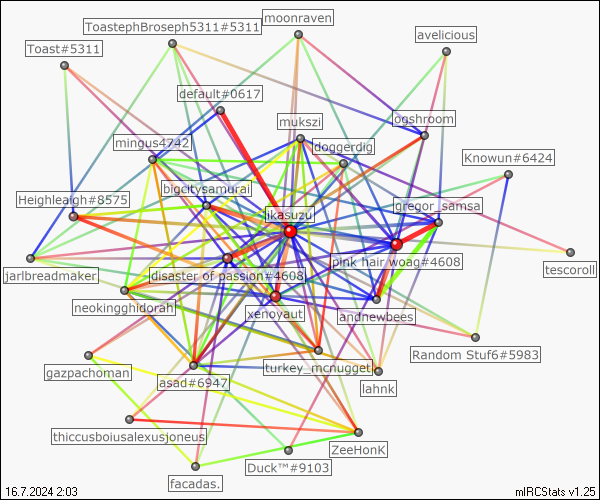 moonraven
ToastephBroseph5311#5311
avelicious
Toast#5311
default#0617
mukszi
ogshroom
mingus4742
doggerdig
Knowun#6424
bigcitysamurai
Heighleaigh#8575
likasuzu
gregor_samsa
jarlbreadmaker
disaster of passion#4608
pink hair woag#4608
tescoroll
neokingghidorah
xenoyaut
andnewbees
Random Stuf6#5983
gazpachoman
asad#6947
turkey_mcnugget
lahnk
thiccusboiusalexusjoneus
ZeeHonK
Duck™#9103
facadas.
16.7.2024 2:03
mIRCStats v1.25